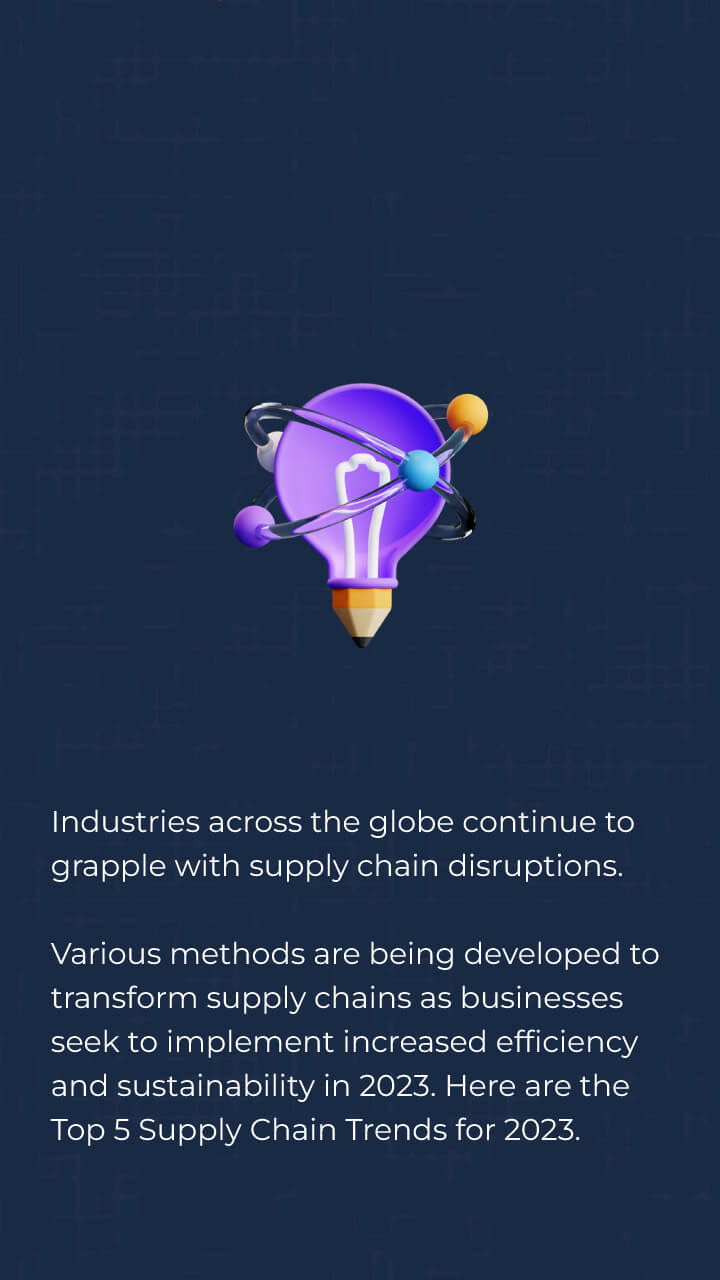 Industries across the globe continue to
grapple with supply chain disruptions.
Various methods are being developed to
transform supply chains as businesses
seek to implement increased efficiency
and sustainability in 2023. Here are the
Top 5 Supply Chain Trends for 2023.